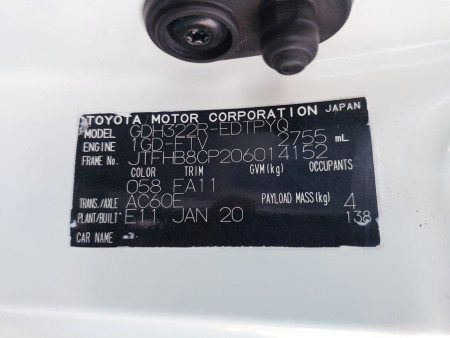 TOYOTA MOTOR CORPORATION JAPAN
MODEL GDH322R-EDTPYQ
ENGINE 1GD-FTV 2755 mL
FRAME No. JTFHB8CP206014152
COLOR TRIM GVM(kg) OCCUPANTS
058 EA11
TRANS./AXLE AC60E PAYLOAD MASS(kg) 4
PLANT/BUILT* E11 JAN 20 138
CAR NAME